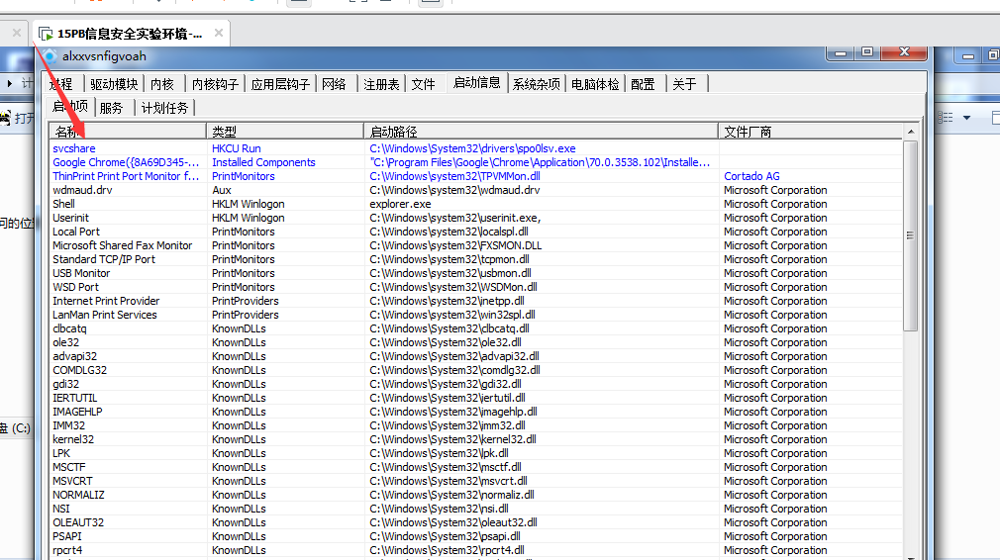 15PB信息安全实验环境-...
alxxvsnfigvoah
进程 驱动模块 内核 内核钩子 应用层钩子 网络 注册表 文件 启动信息 系统杂项 电脑体检 配置 关于
启动项 服务 计划任务
名称 类型 启动路径 文件厂商
svcshare HKCU Run C:\Windows\System32\drivers\spo0lsv.exe
Google Chrome({8A69D345-... Installed Components "C:\Program Files\Google\Chrome\Application\70.0.3538.102\Installe...
ThinPrint Print Port Monitor f... PrintMonitors C:\Windows\system32\TPVMMon.dll Cortado AG
wdmaud.drv Aux C:\Windows\system32\wdmaud.drv Microsoft Corporation
Shell HKLM Winlogon explorer.exe Microsoft Corporation
Userinit HKLM Winlogon C:\Windows\system32\userinit.exe, Microsoft Corporation
Local Port PrintMonitors C:\Windows\system32\localspl.dll Microsoft Corporation
Microsoft Shared Fax Monitor PrintMonitors C:\Windows\system32\FXSMON.DLL Microsoft Corporation
Standard TCP/IP Port PrintMonitors C:\Windows\system32\tcpmon.dll Microsoft Corporation
USB Monitor PrintMonitors C:\Windows\system32\usbmon.dll Microsoft Corporation
WSD Port PrintMonitors C:\Windows\system32\WSDMon.dll Microsoft Corporation
Internet Print Provider PrintProviders C:\Windows\system32\inetpp.dll Microsoft Corporation
LanMan Print Services PrintProviders C:\Windows\system32\win32spl.dll Microsoft Corporation
clbcatq KnownDLLs C:\Windows\System32\clbcatq.dll Microsoft Corporation
ole32 KnownDLLs C:\Windows\System32\ole32.dll Microsoft Corporation
advapi32 KnownDLLs C:\Windows\System32\advapi32.dll Microsoft Corporation
COMDLG32 KnownDLLs C:\Windows\System32\comdlg32.dll Microsoft Corporation
gdi32 KnownDLLs C:\Windows\System32\gdi32.dll Microsoft Corporation
IERTUTIL KnownDLLs C:\Windows\System32\iertutil.dll Microsoft Corporation
IMAGEHLP KnownDLLs C:\Windows\System32\imagehlp.dll Microsoft Corporation
IMM32 KnownDLLs C:\Windows\System32\imm32.dll Microsoft Corporation
kernel32 KnownDLLs C:\Windows\System32\kernel32.dll Microsoft Corporation
LPK KnownDLLs C:\Windows\System32\lpk.dll Microsoft Corporation
MSCTF KnownDLLs C:\Windows\System32\msctf.dll Microsoft Corporation
MSVCRT KnownDLLs C:\Windows\System32\msvcrt.dll Microsoft Corporation
NORMALIZ KnownDLLs C:\Windows\System32\normaliz.dll Microsoft Corporation
NSI KnownDLLs C:\Windows\System32\nsi.dll Microsoft Corporation
OLEAUT32 KnownDLLs C:\Windows\System32\oleaut32.dll Microsoft Corporation
PSAPI KnownDLLs C:\Windows\System32\psapi.dll Microsoft Corporation
rpcrt4 KnownDLLs C:\Windows\System32\rpcrt4.dll Microsoft Corporation
计
打开
问的位置
盘 (C:)